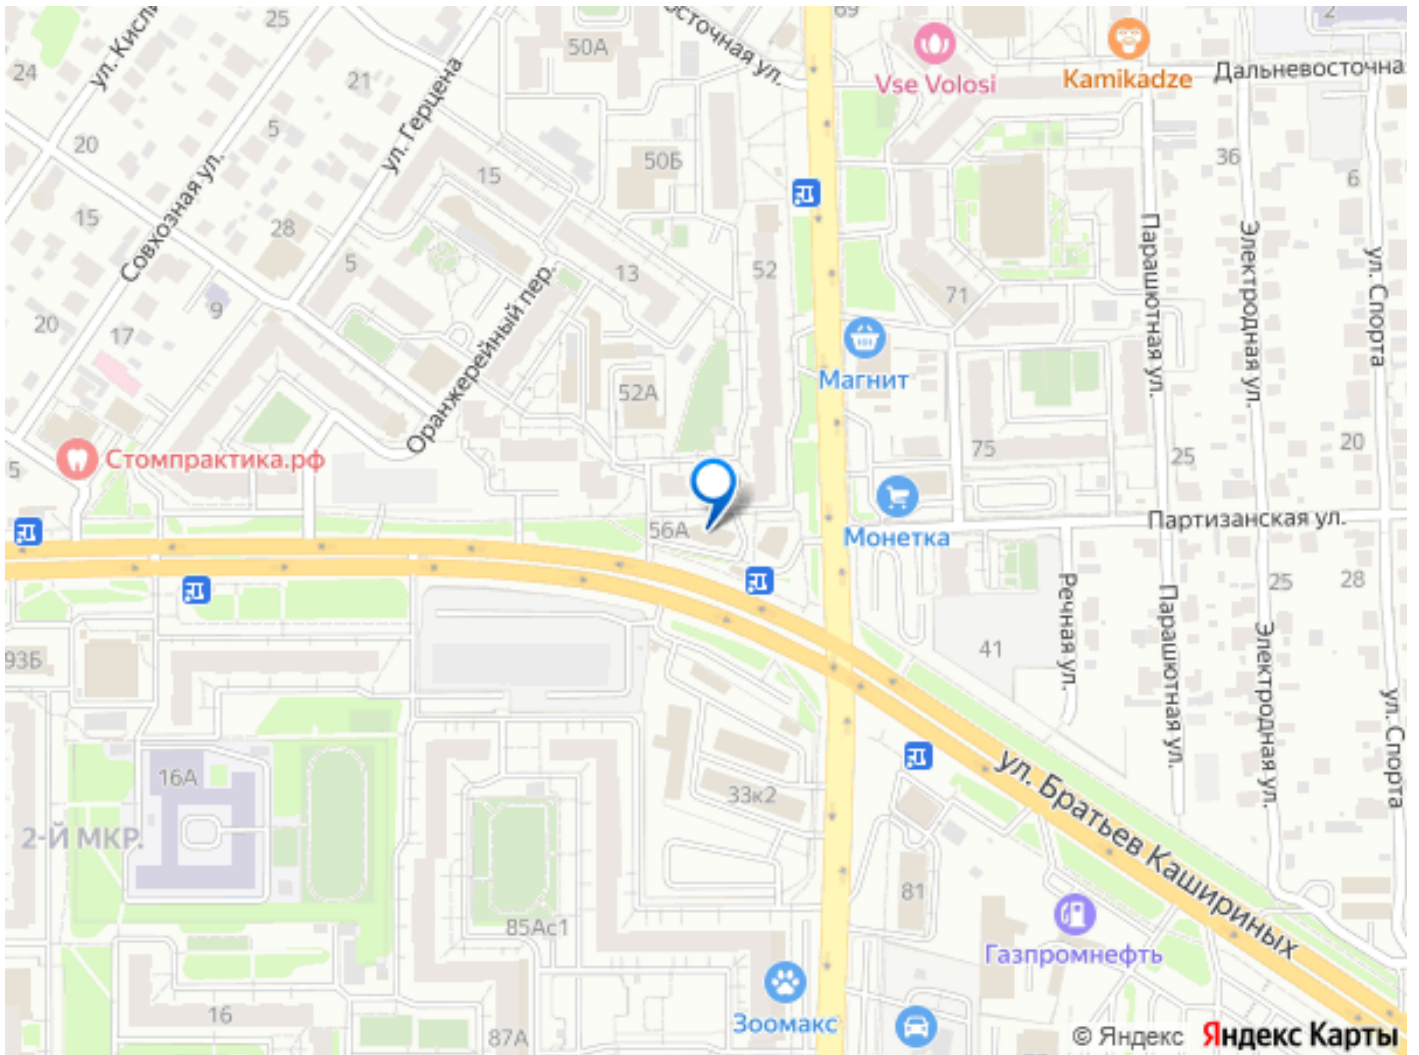 25
50А
69
2
Vse Volosi
Kamikadze
Дальневосточна
осточная ул.
ул. Кисли
24
21
ул. Герцена
5
20
15
50Б
36
6
Совхозная ул.
15
28
5
13
52
71
Парашютная ул.
Электродная ул.
ул. Спорта
9
20
17
Оранжерейный пер.
52А
Магнит
5
Стомпрактика.рф
75
25
20
56А
Монетка
Партизанская ул.
25
28
Речная ул.
Парашютная ул.
Электродная ул.
93Б
41
ул. Спорта
16А
2-Й МКР.
33к2
ул. Братьев Кашириных
81
85Ас1
Газпромнефть
16
87А
Зоомакс
© Яндекс Яндекс Карты